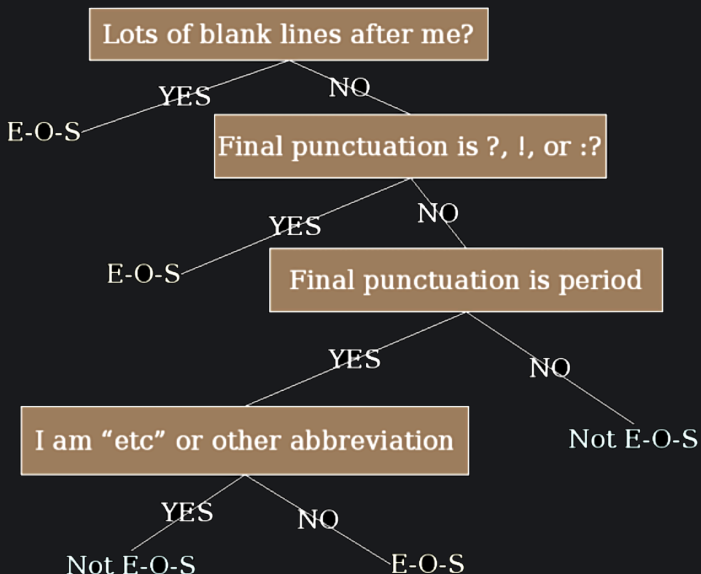 Lots of blank lines after me?
YES
NO
E-O-S
Final punctuation is ?, !, or :?
YES
NO
E-O-S
Final punctuation is period
YES
NO
I am “etc” or other abbreviation
Not E-O-S
YES
NO
Not E-O-S
E-O-S